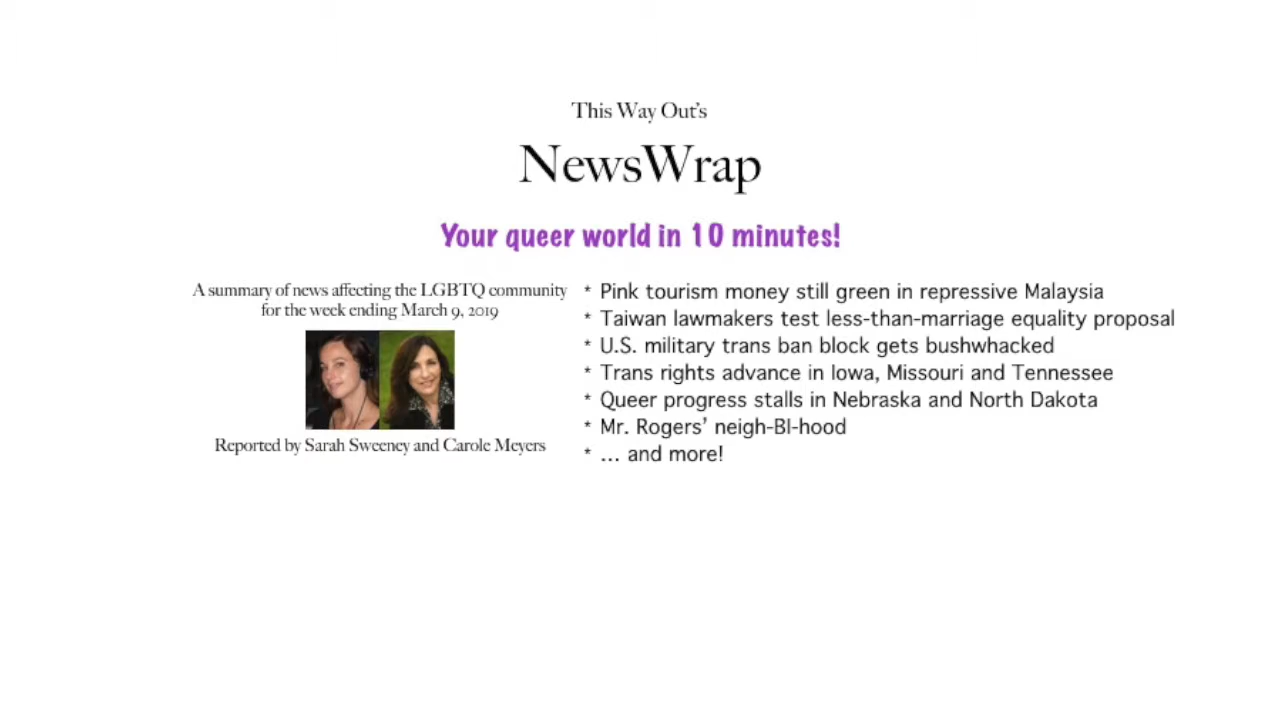 This Way Out's
NewsWrap
Your queer world in 10 minutes!
A summary of news affecting the LGBTQ community
for the week ending March 9, 2019
Reported by Sarah Sweeney and Carole Meyers
* Pink tourism money still green in repressive Malaysia
* Taiwan lawmakers test less-than-marriage equality proposal
* U.S. military trans ban block gets bushwhacked
* Trans rights advance in Iowa, Missouri and Tennessee
* Queer progress stalls in Nebraska and North Dakota
* Mr. Rogers’ neigh-BI-hood
* ... and more!